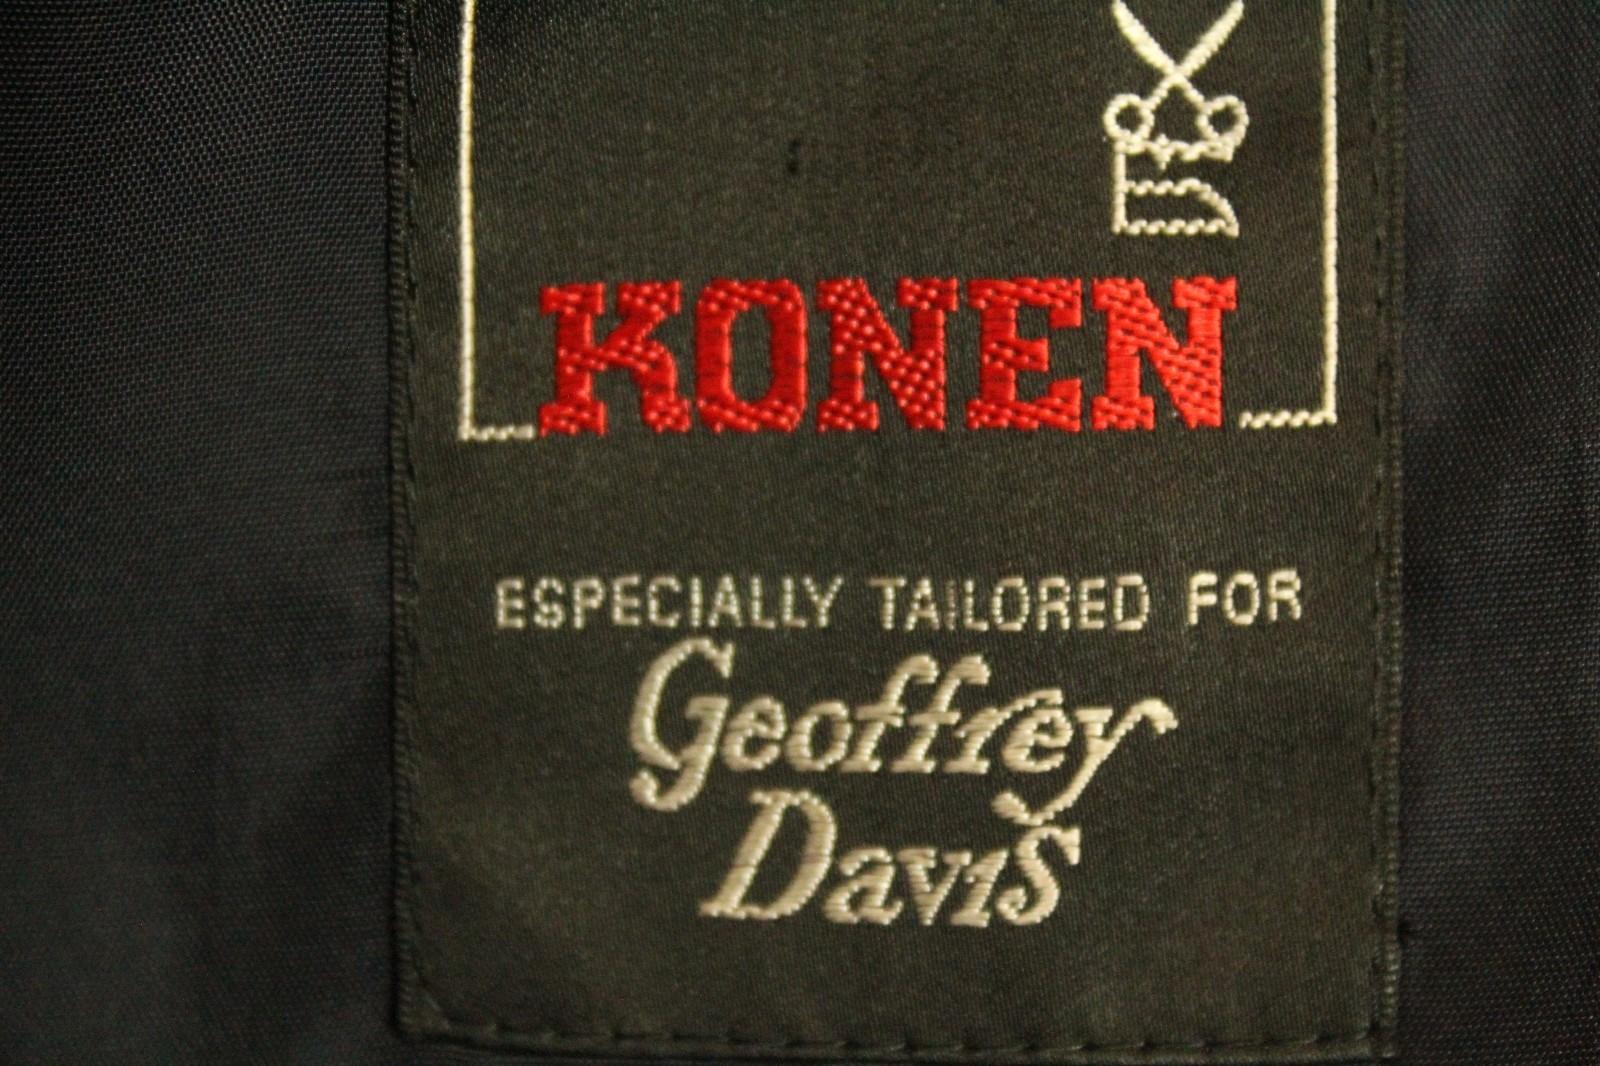 KONEN
ESPECIALLY TAILORED FOR
Geoffrey
Davis